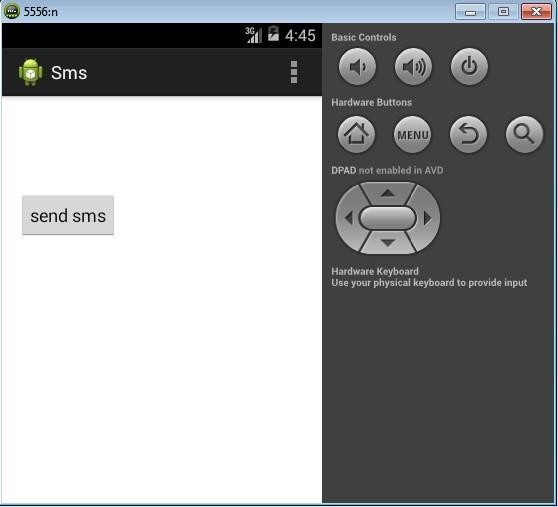 5556:n
3G 4:45
Sms
send sms
Basic Controls
Hardware Buttons
MENU
DPAD not enabled in AVD
Hardware Keyboard
Use your physical keyboard to provide input